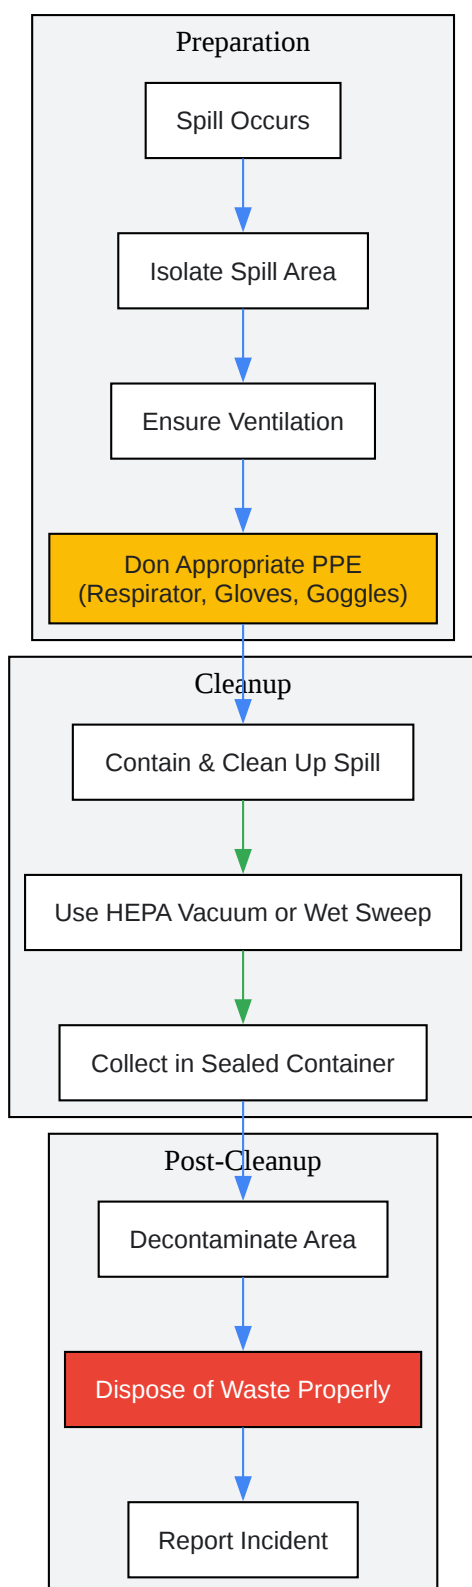 Preparation
Spill Occurs
Isolate Spill Area
Ensure Ventilation
Don Appropriate PPE
(Respirator, Gloves, Goggles)
Cleanup
Contain & Clean Up Spill
Use HEPA Vacuum or Wet Sweep
Collect in Sealed Container
Post-Cleanup
Decontaminate Area
Dispose of Waste Properly
Report Incident